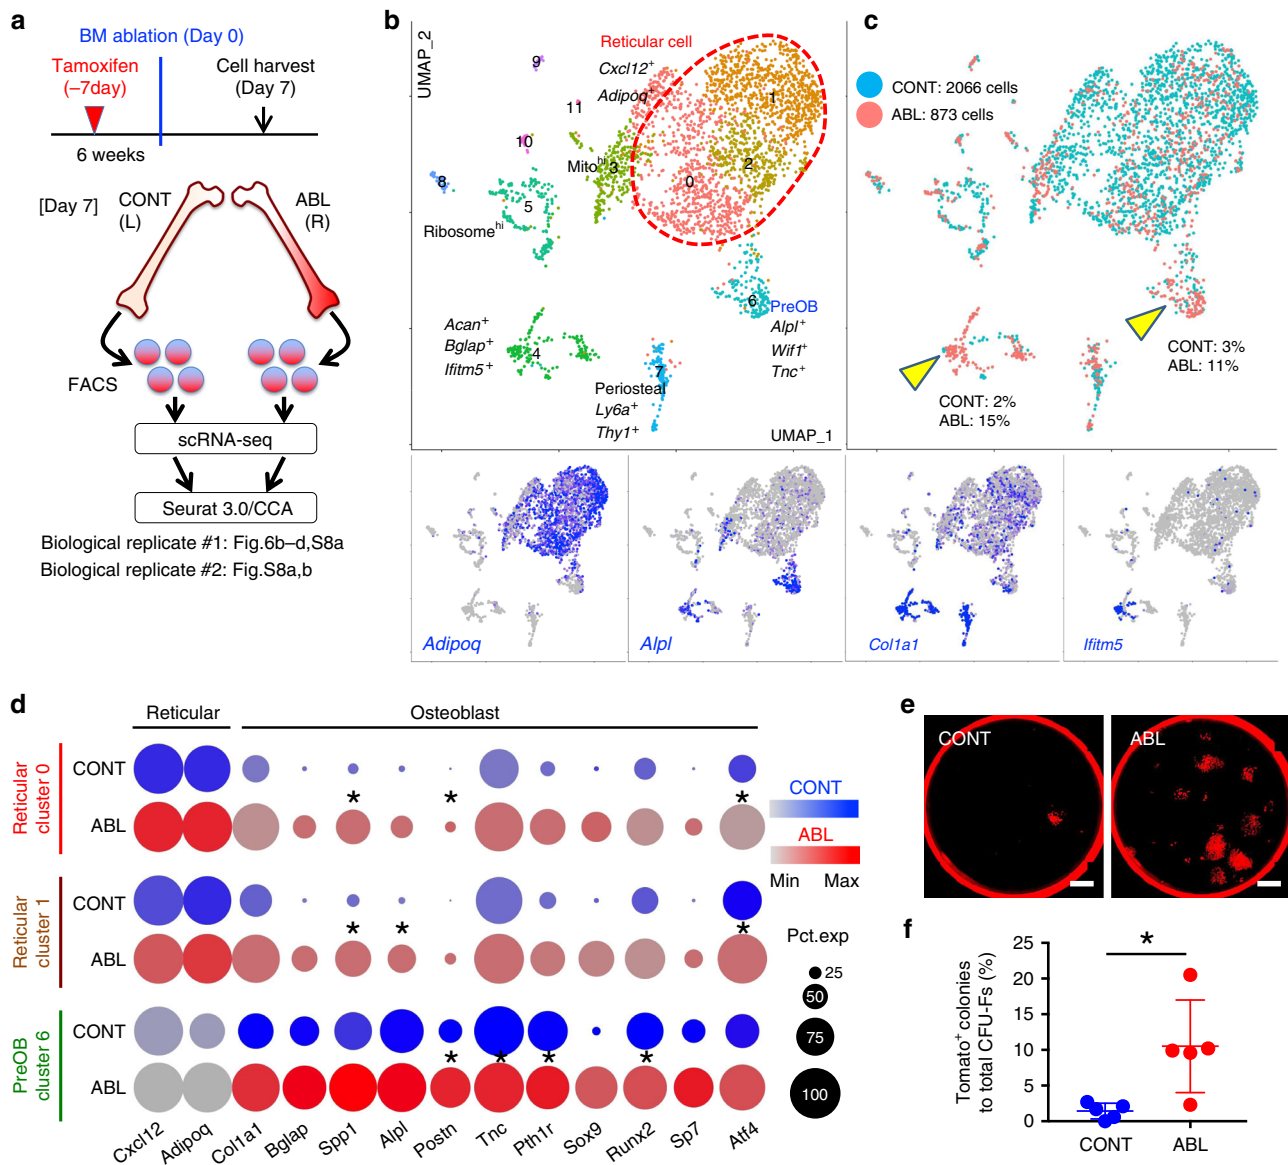 a
BM ablation (Day 0)
Tamoxifen
(–7day)
Cell harvest
(Day 7)
6 weeks
[Day 7]
CONT
(L)
ABL
(R)
FACS
scRNA-seq
Seurat 3.0/CCA
Biological replicate #1: Fig.6b–d,S8a
Biological replicate #2: Fig.S8a,b
b
UMAP_2
Reticular cell
Cxcl12+
Adipoq+
9
11
10
8
Mitohi
3
1
2
0
5
Ribosomehi
6
PreOB
Alpl+
Wif1+
Tnc+
Acan+
Bglap+
Ifitm5+
4
7
Periosteal
Ly6a+
Thy1+
UMAP_1
c
CONT: 2066 cells
ABL: 873 cells
CONT: 3%
ABL: 11%
CONT: 2%
ABL: 15%
Adipoq
Alpl
Col1a1
Ifitm5
d
Reticular
Osteoblast
Reticular
cluster 0
CONT
* * *
ABL
Reticular
cluster 1
CONT
* * *
ABL
PreOB
cluster 6
CONT
* * * *
ABL
Cxcl12
Adipoq
Col1a1
Bglap
Spp1
Alpl
Postn
Tnc
Pth1r
Sox9
Runx2
Sp7
Atf4
CONT
ABL
Min Max
Pct.exp
25
50
75
100
e
CONT
ABL
f
Tomato+ colonies
to total CFU-Fs (%)
25
20
15
10
5
0
*
CONT
ABL